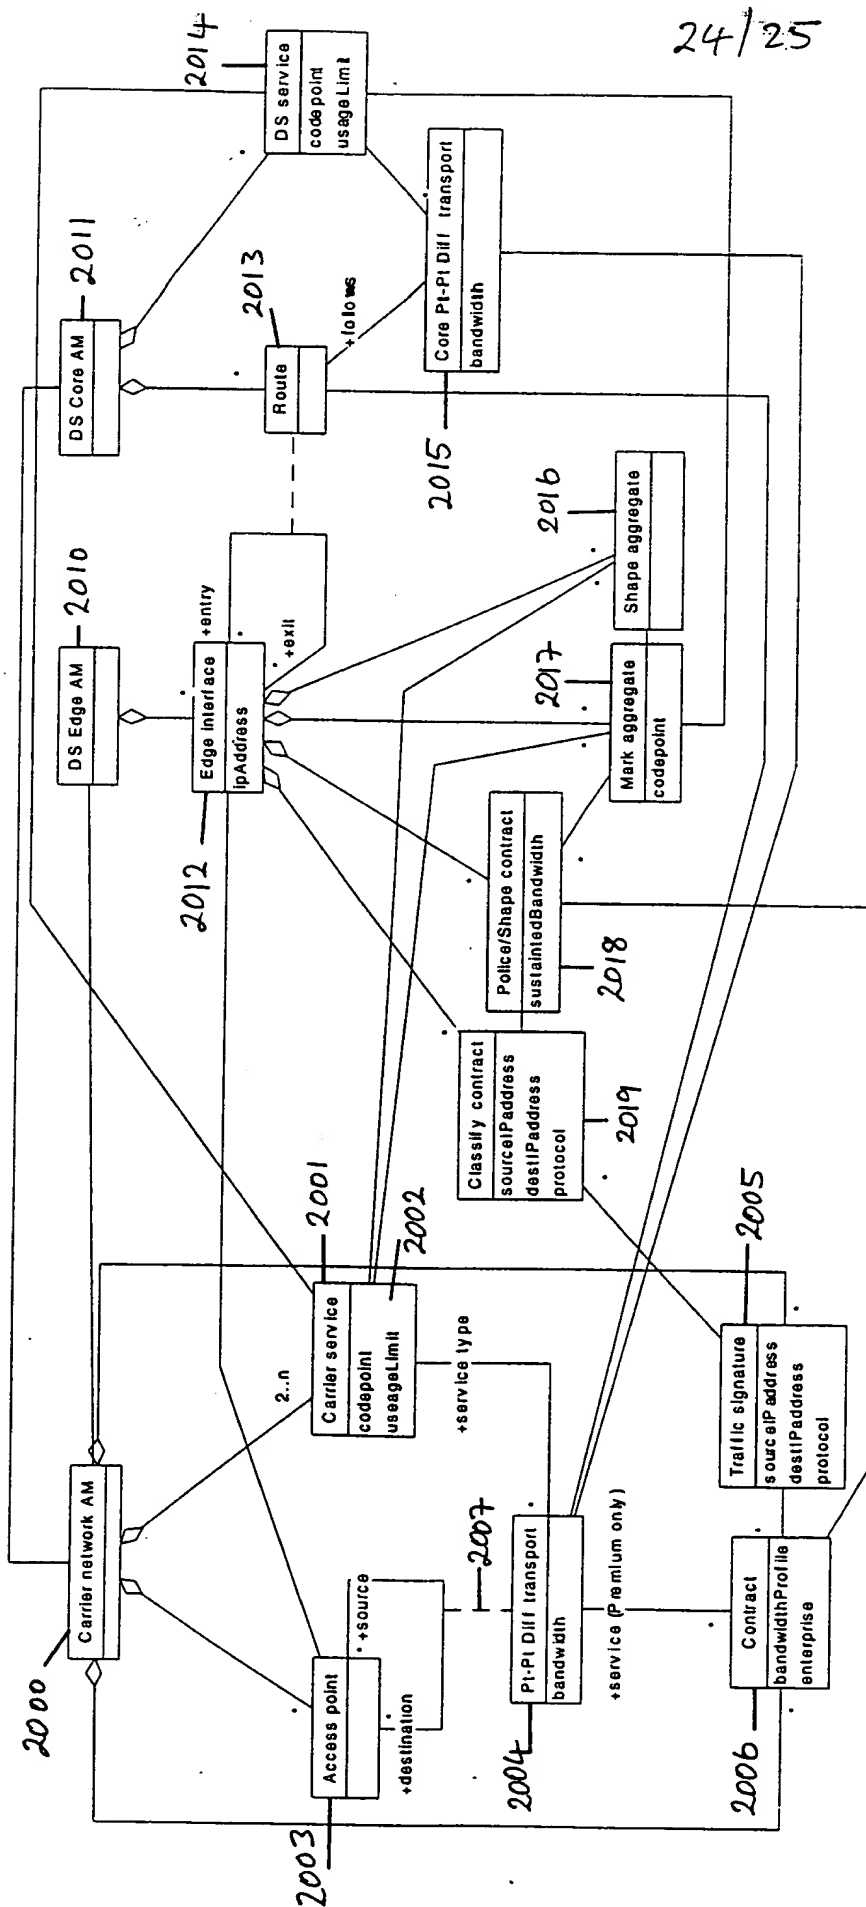 24/25
2000
Carrier network AM
DS Edge AM
2010
DS Core AM
2011
2014
DS service
codepoint
usageLimit
2012
Edge interface
ipAddress
+entry
+exit
Route
2013
+follows
2015
Core Pt-Pt Diff transport
bandwidth
2003
Access point
+source
+destination
2..n
Carrier service
codepoint
useageLimit
2001
2002
+service type
2007
2004
Pt-Pt Diff transport
bandwidth
+service (Premium only)
Classify contract
sourceIPaddress
destIPaddress
protocol
2019
Police/Shape contract
sustaintedBandwidth
2018
Mark aggregate
codepoint
2017
Shape aggregate
2016
2006
Contract
bandwidthProfile
enterprise
Traffic signature
sourceIPaddress
destIPaddress
protocol
2005